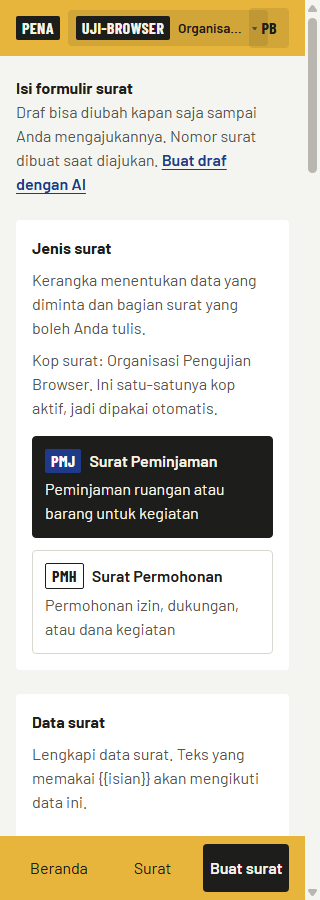 PENA UJI-BROWSER Organisa... PB
Isi formulir surat
Draf bisa diubah kapan saja sampai
Anda mengajukannya. Nomor surat
dibuat saat diajukan. Buat draf
dengan AI
Jenis surat
Kerangka menentukan data yang
diminta dan bagian surat yang
boleh Anda tulis.
Kop surat: Organisasi Pengujian
Browser. Ini satu-satunya kop
aktif, jadi dipakai otomatis.
PMJ Surat Peminjaman
Peminjaman ruangan atau
barang untuk kegiatan
PMH Surat Permohonan
Permohonan izin, dukungan,
atau dana kegiatan
Data surat
Lengkapi data surat. Teks yang
memakai {{isian}} akan mengikuti
data ini.
Beranda Surat Buat surat